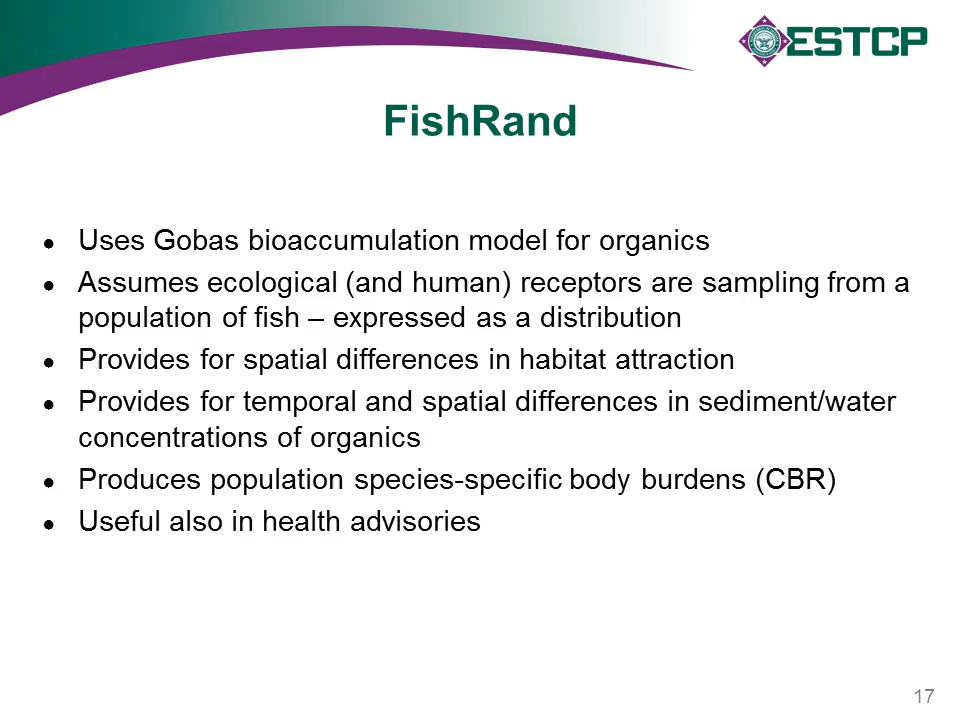 ESTCP
FishRand
● Uses Gobas bioaccumulation model for organics
● Assumes ecological (and human) receptors are sampling from a
population of fish – expressed as a distribution
● Provides for spatial differences in habitat attraction
● Provides for temporal and spatial differences in sediment/water
concentrations of organics
● Produces population species-specific body burdens (CBR)
● Useful also in health advisories
17